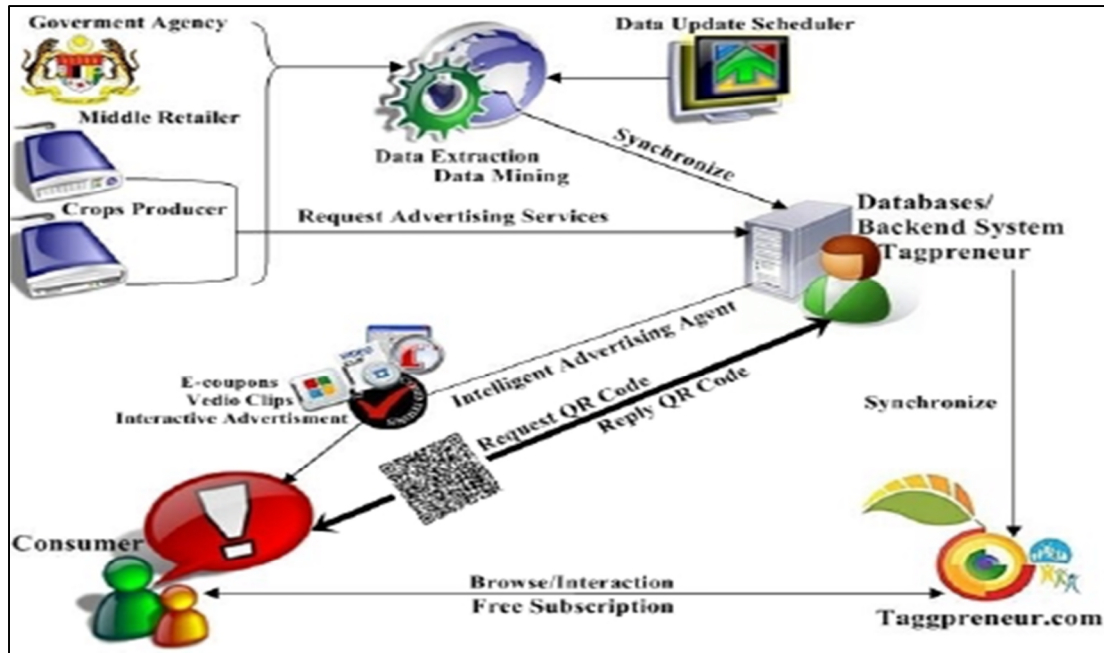 Goverment Agency
Data Update Scheduler
Middle Retailer
Data Extraction
Data Mining
Synchronize
Crops Producer
Request Advertising Services
Databases/
Backend System
Tagpreneur
Intelligent Advertising Agent
E-coupons
Vedio Clips
Interactive Advertisment
Request QR Code
Reply QR Code
Synchronize
Consumer
Browse/Interaction
Free Subscription
Taggpreneur.com